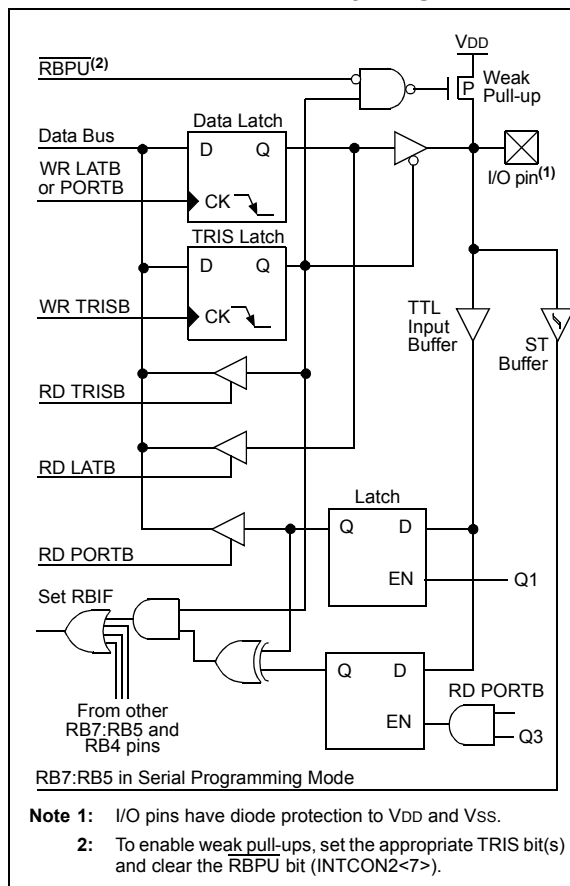 VDD
RBPU(2)
P
Weak
Pull-up
Data Latch
Data Bus
D Q
I/O pin(1)
WR LATB
or PORTB
CK
TRIS Latch
D Q
WR TRISB
CK
TTL
Input
Buffer
ST
Buffer
RD TRISB
RD LATB
Latch
Q D
RD PORTB
EN
Q1
Set RBIF
Q D
RD PORTB
EN
Q3
From other
RB7:RB5 and
RB4 pins
RB7:RB5 in Serial Programming Mode
Note 1: I/O pins have diode protection to VDD and VSS.
2: To enable weak pull-ups, set the appropriate TRIS bit(s)
and clear the RBPU bit (INTCON2<7>).